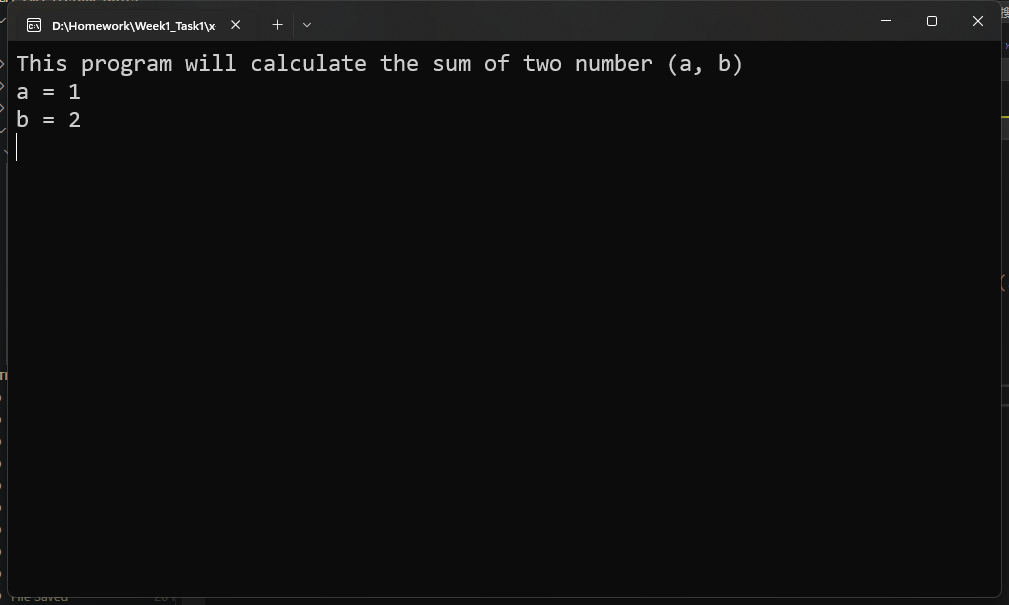 D:\Homework\Week1_Task1\x
This program will calculate the sum of two number (a, b)
a = 1
b = 2
File Saved